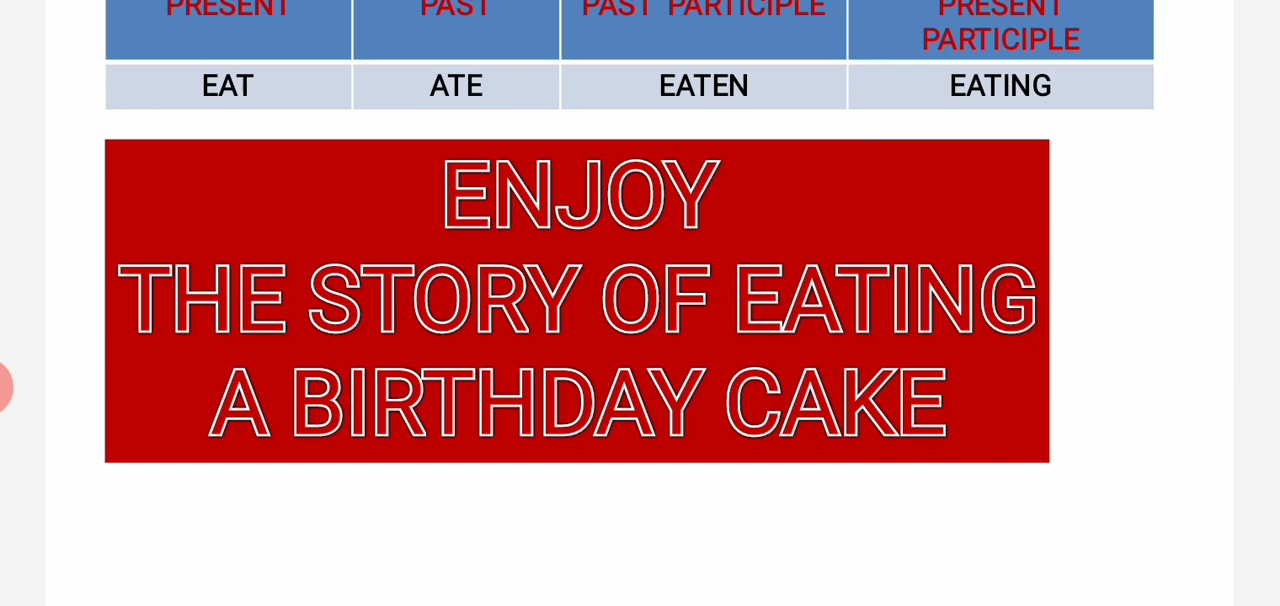 PRESENT PAST PAST PARTICIPLE PRESENT
PARTICIPLE
EAT ATE EATEN EATING
ENJOY
THE STORY OF EATING
A BIRTHDAY CAKE